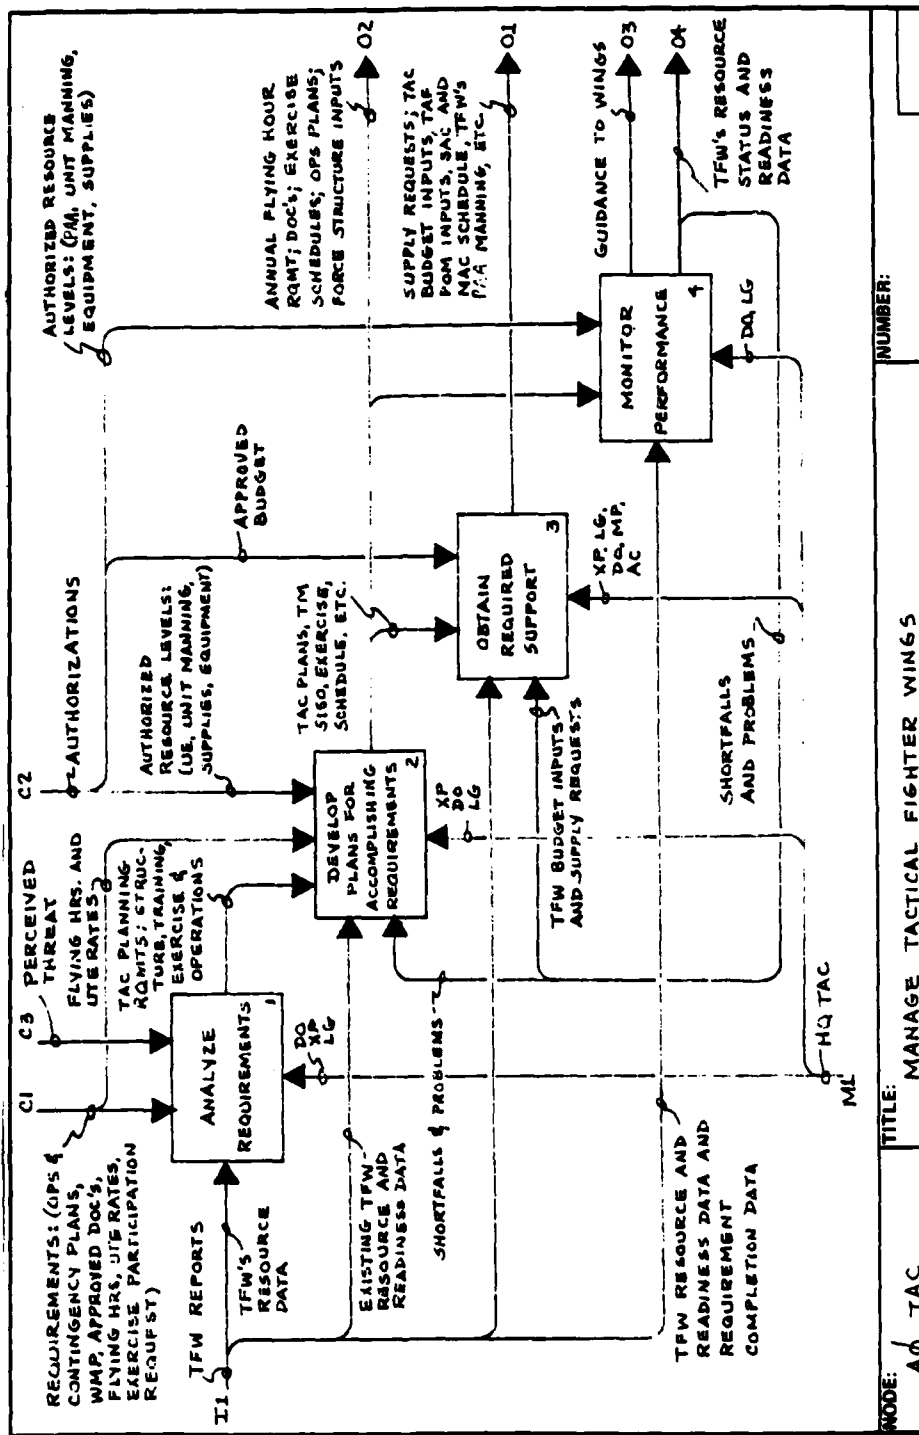 C1
C3 PERCEIVED
THREAT
C2
AUTHORIZATIONS
REQUIREMENTS: (OPS &
CONTINGENCY PLANS,
WMP, APPROVED DOC'S,
FLYING HRS, UTE RATES,
EXERCISE PARTICIPATION
REQUEST)
FLYING HRS. AND
UTE RATES
TAC PLANNING
RQMTS; STRUC-
TURE, TRAINING,
EXERCISE &
OPERATIONS
AUTHORIZED
RESOURCE LEVELS:
(UE, UNIT MANNING,
SUPPLIES, EQUIPMENT)
APPROVED
BUDGET
AUTHORIZED RESOURCE
LEVELS: (PM, UNIT MANNING,
EQUIPMENT, SUPPLIES)
I1
TFW REPORTS
TFW'S
RESOURCE
DATA
ANALYZE
REQUIREMENTS
1
DO
XP
LG
DEVELOP
PLANS FOR
ACCOMPLISHING
REQUIREMENTS
2
XP
DO
LG
TAC PLANS, TM
SIGO, EXERCISE,
SCHEDULE, ETC.
ANNUAL FLYING HOUR
RQMT; DOC'S; EXERCISE
SCHEDULES; OPS PLANS;
FORCE STRUCTURE INPUTS
O2
OBTAIN
REQUIRED
SUPPORT
3
XP, LG,
DO, MP,
AC
SUPPLY REQUESTS; TAC
BUDGET INPUTS, TAF
POM INPUTS, SAC AND
MAC SCHEDULE, TFW'S
PAA MANNING, ETC.
O1
MONITOR
PERFORMANCE
4
DO, LG
GUIDANCE TO WINGS
O3
O4
TFW'S RESOURCE
STATUS AND
READINESS
DATA
EXISTING TFW
RESOURCE AND
READINESS DATA
SHORTFALLS & PROBLEMS
TFW BUDGET INPUTS
AND SUPPLY REQUESTS
SHORTFALLS
AND PROBLEMS
TFW RESOURCE AND
READINESS DATA AND
REQUIREMENT
COMPLETION DATA
HQ TAC
M1
NODE:
A0 TAC
TITLE:
MANAGE TACTICAL FIGHTER WINGS
NUMBER: